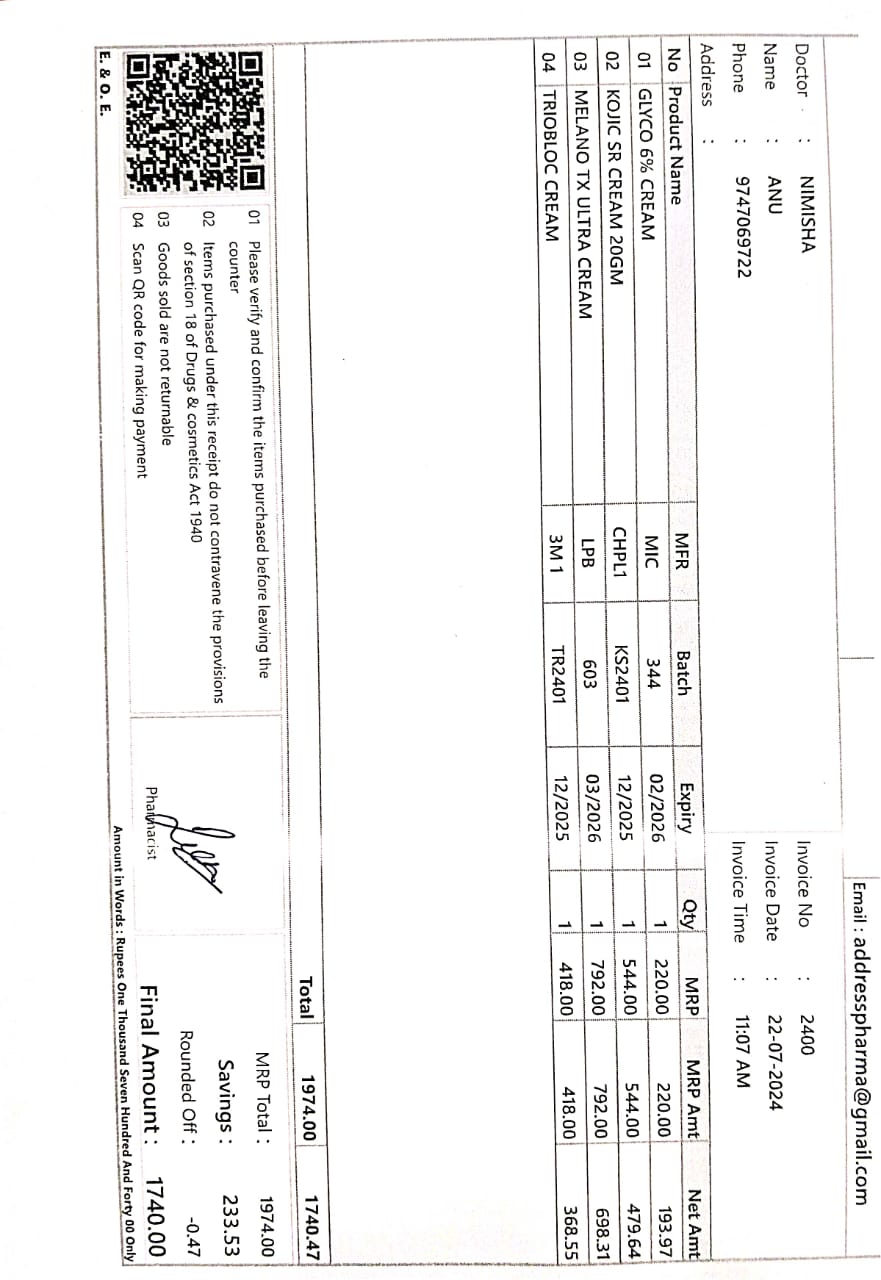 Email : addresspharma@gmail.com
Doctor : NIMISHA
Name : ANU
Phone : 9747069722
Address :
Invoice No : 2400
Invoice Date : 22-07-2024
Invoice Time : 11:07 AM
No Product Name MFR Batch Expiry Qty MRP MRP Amt Net Amt
01 GLYCO 6% CREAM MIC 344 02/2026 1 220.00 220.00 193.97
02 KOJIC SR CREAM 20GM CHPL1 KS2401 12/2025 1 544.00 544.00 479.64
03 MELANO TX ULTRA CREAM LPB 603 03/2026 1 792.00 792.00 698.31
04 TRIOBLOC CREAM 3M 1 TR2401 12/2025 1 418.00 418.00 368.55
Total 1974.00 1740.47
01 Please verify and confirm the items purchased before leaving the
counter
02 Items purchased under this receipt do not contravene the provisions
of section 18 of Drugs & cosmetics Act 1940
03 Goods sold are not returnable
04 Scan QR code for making payment
Pharmacist
MRP Total : 1974.00
Savings : 233.53
Rounded Off : -0.47
Final Amount : 1740.00
Amount in Words : Rupees One Thousand Seven Hundred And Forty 00 Only
E. & O. E.